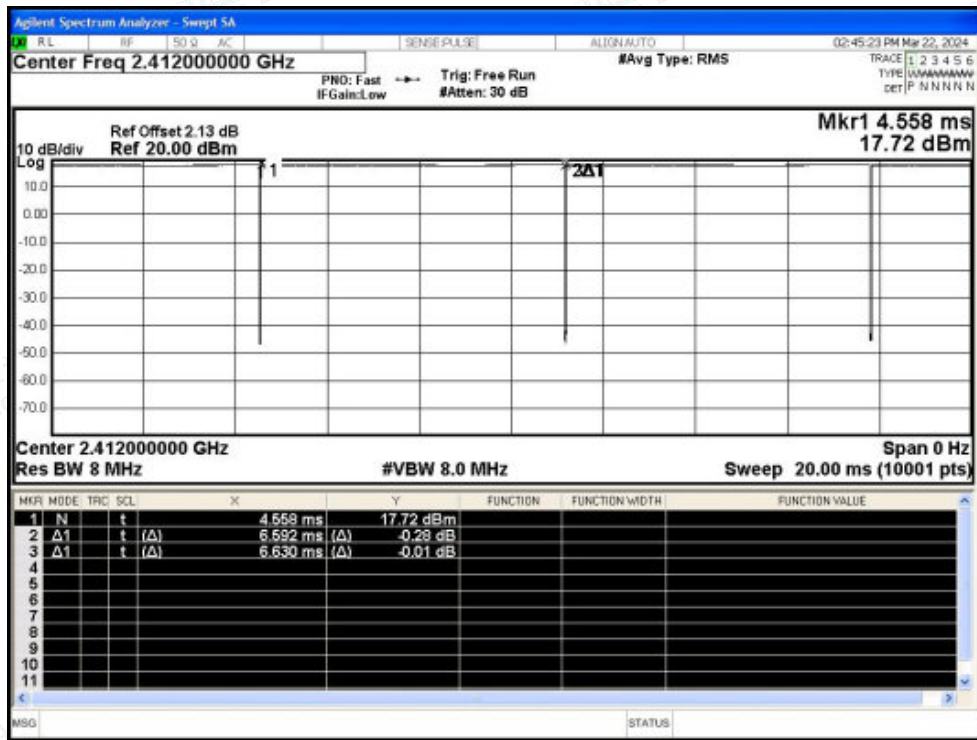 Agilent Spectrum Analyzer - Swept SA
RL RF 50 Ω AC SENSE:PULSE ALIGN AUTO 02:45:23 PM Mar 22, 2024
Center Freq 2.412000000 GHz #Avg Type: RMS TRACE 1 2 3 4 5 6
PNO: Fast Trig: Free Run TYPE
IFGain:Low #Atten: 30 dB DET P N N N N N
Mkr1 4.558 ms
Ref Offset 2.13 dB
10 dB/div Ref 20.00 dBm 17.72 dBm
Log
1 2Δ1
10.0
0.00
-10.0
-20.0
-30.0
-40.0
-50.0
-60.0
-70.0
Center 2.412000000 GHz Span 0 Hz
Res BW 8 MHz #VBW 8.0 MHz Sweep 20.00 ms (10001 pts)
MKR MODE TRC SCL X Y FUNCTION FUNCTION WIDTH FUNCTION VALUE
1 N t 4.558 ms 17.72 dBm
2 Δ1 t (Δ) 6.592 ms (Δ) -0.28 dB
3 Δ1 t (Δ) 6.630 ms (Δ) -0.01 dB
4
5
6
7
8
9
10
11
MSG STATUS